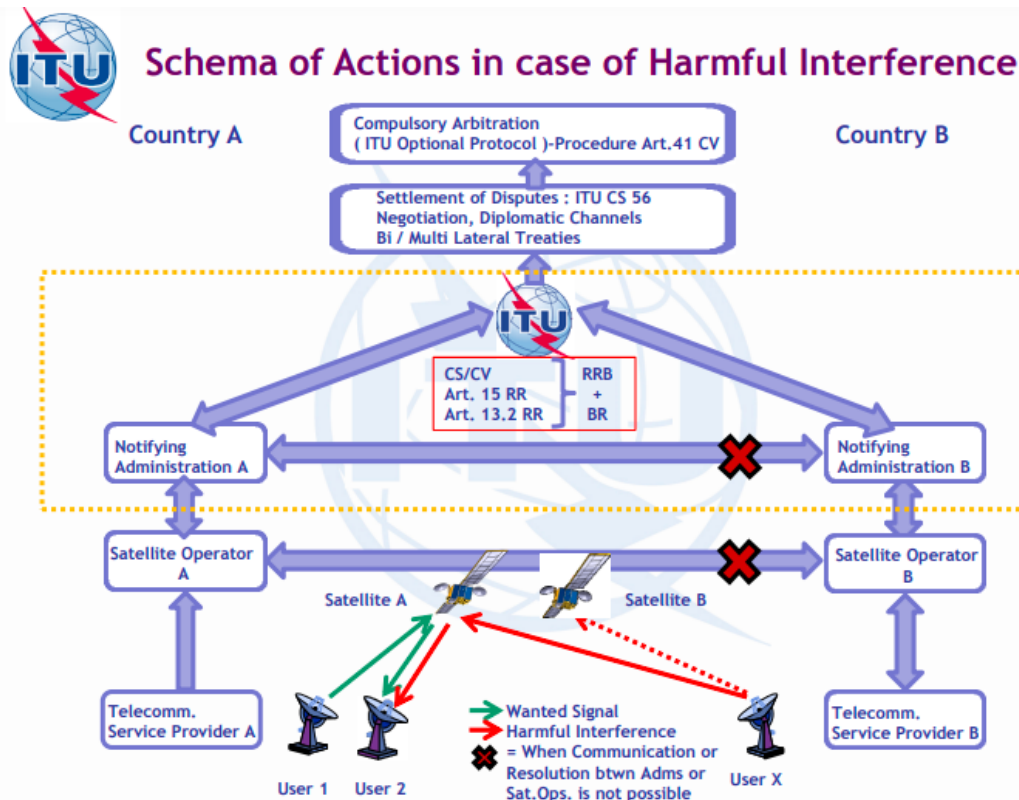 ITU
Schema of Actions in case of Harmful Interference
Country A
Country B
Compulsory Arbitration
( ITU Optional Protocol )-Procedure Art.41 CV
Settlement of Disputes : ITU CS 56
Negotiation, Diplomatic Channels
Bi / Multi Lateral Treaties
ITU
CS/CV
Art. 15 RR
Art. 13.2 RR
RRB
+
BR
Notifying
Administration A
Notifying
Administration B
Satellite Operator
A
Satellite Operator
B
Satellite A
Satellite B
Telecomm.
Service Provider A
Telecomm.
Service Provider B
Wanted Signal
Harmful Interference
= When Communication or
Resolution btwn Adms or
Sat.Ops. is not possible
User 1
User 2
User X